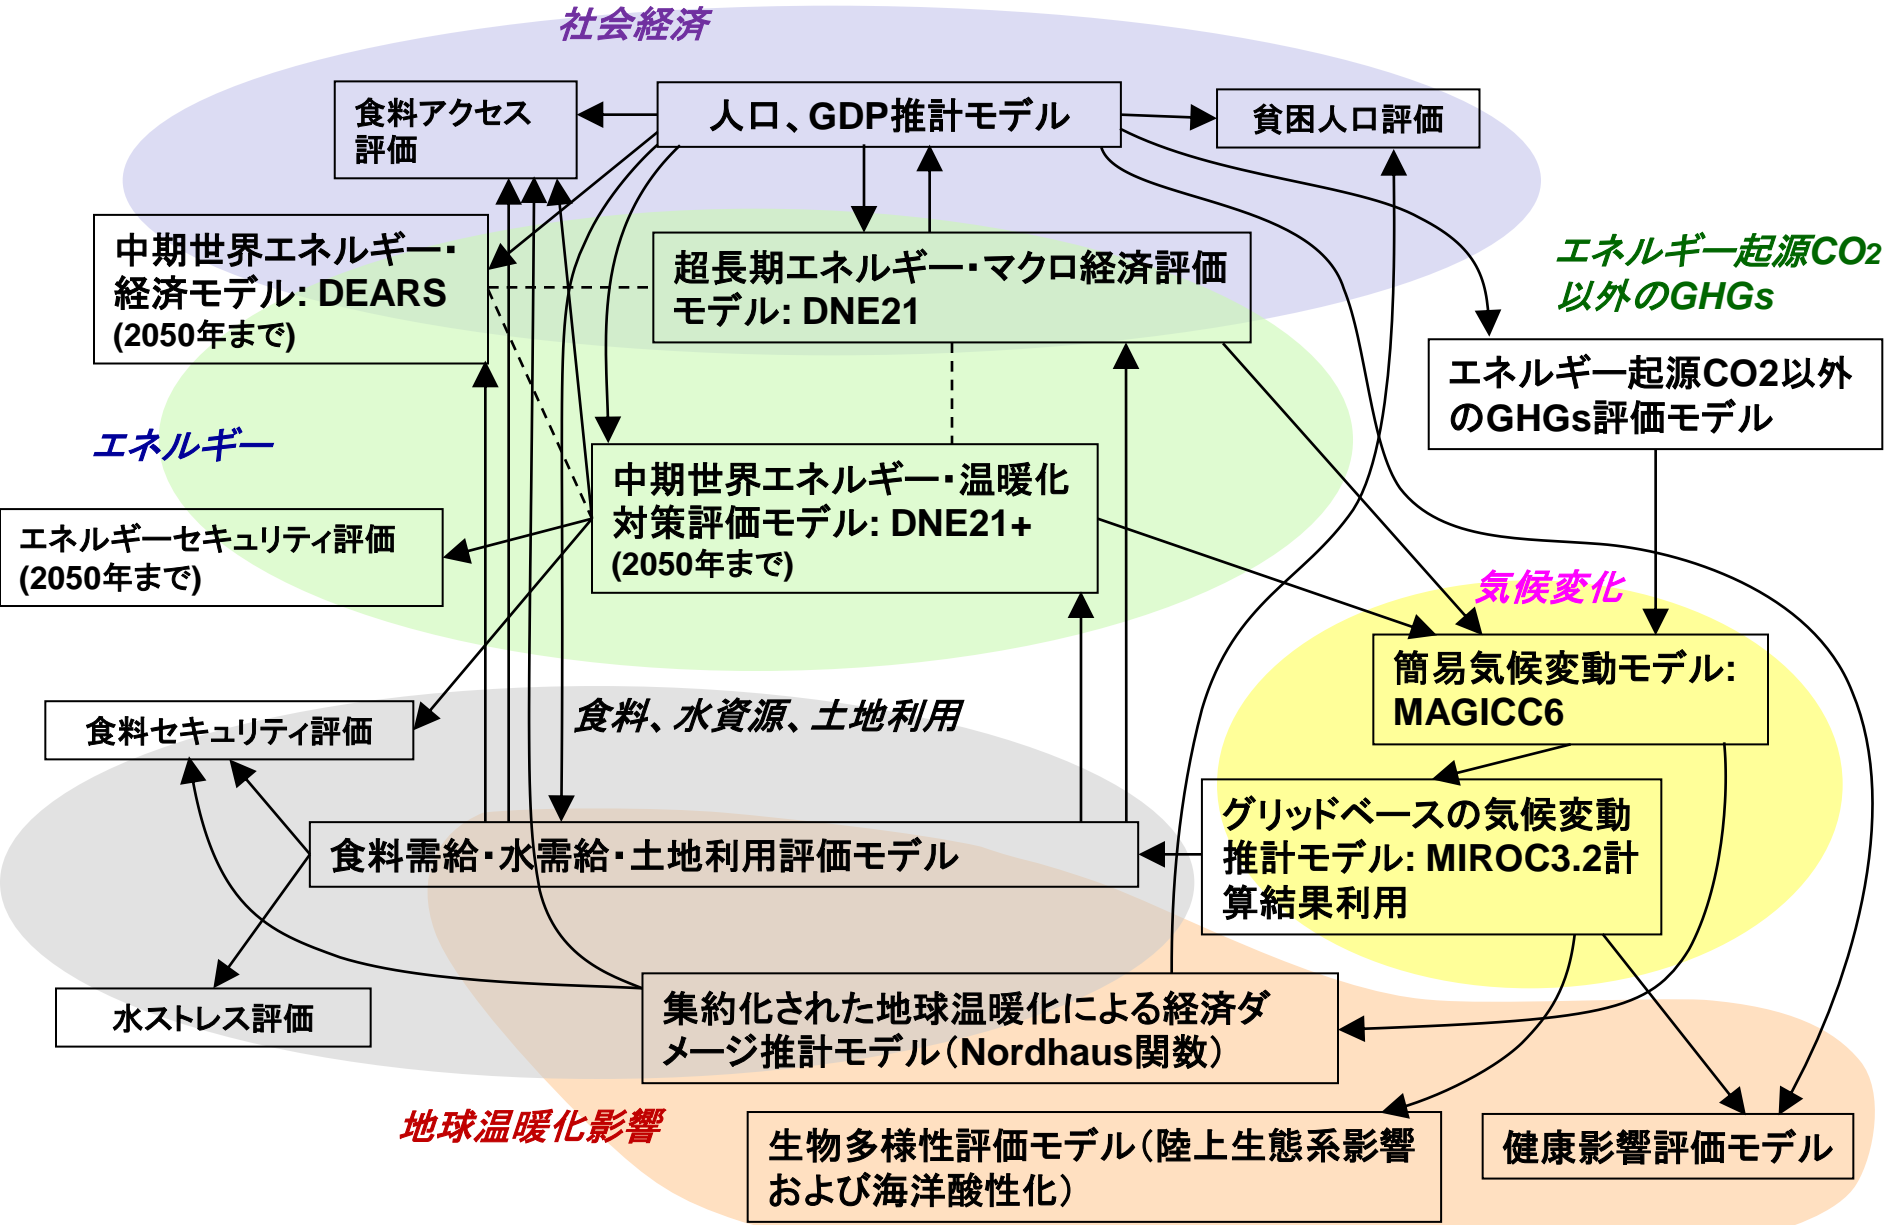 社会経済
食料アクセス
評価
人口、GDP推計モデル
貧困人口評価
中期世界エネルギー・
経済モデル: DEARS
(2050年まで)
超長期エネルギー・マクロ経済評価
モデル: DNE21
エネルギー起源CO2
以外のGHGs
エネルギー起源CO2以外
のGHGs評価モデル
エネルギー
中期世界エネルギー・温暖化
対策評価モデル: DNE21+
(2050年まで)
エネルギーセキュリティ評価
(2050年まで)
気候変化
簡易気候変動モデル:
MAGICC6
食料、水資源、土地利用
食料セキュリティ評価
グリッドベースの気候変動
推計モデル: MIROC3.2計
算結果利用
食料需給・水需給・土地利用評価モデル
水ストレス評価
集約化された地球温暖化による経済ダ
メージ推計モデル（Nordhaus関数）
地球温暖化影響
生物多様性評価モデル（陸上生態系影響
および海洋酸性化）
健康影響評価モデル